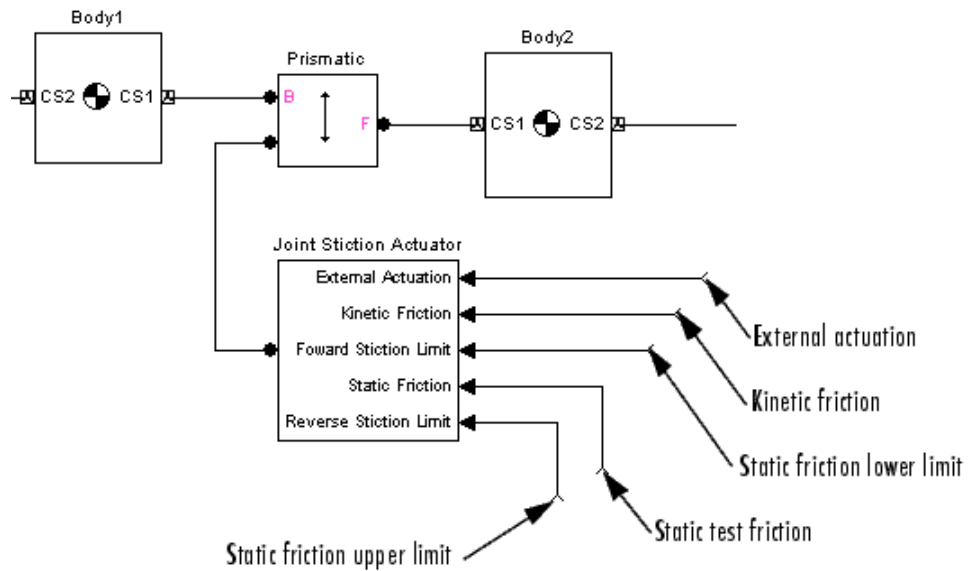 Body1
Body2
Prismatic
CS2 CS1
B
F
CS1 CS2
Joint Stiction Actuator
External Actuation
Kinetic Friction
Foward Stiction Limit
Static Friction
Reverse Stiction Limit
External actuation
Kinetic friction
Static friction lower limit
Static test friction
Static friction upper limit